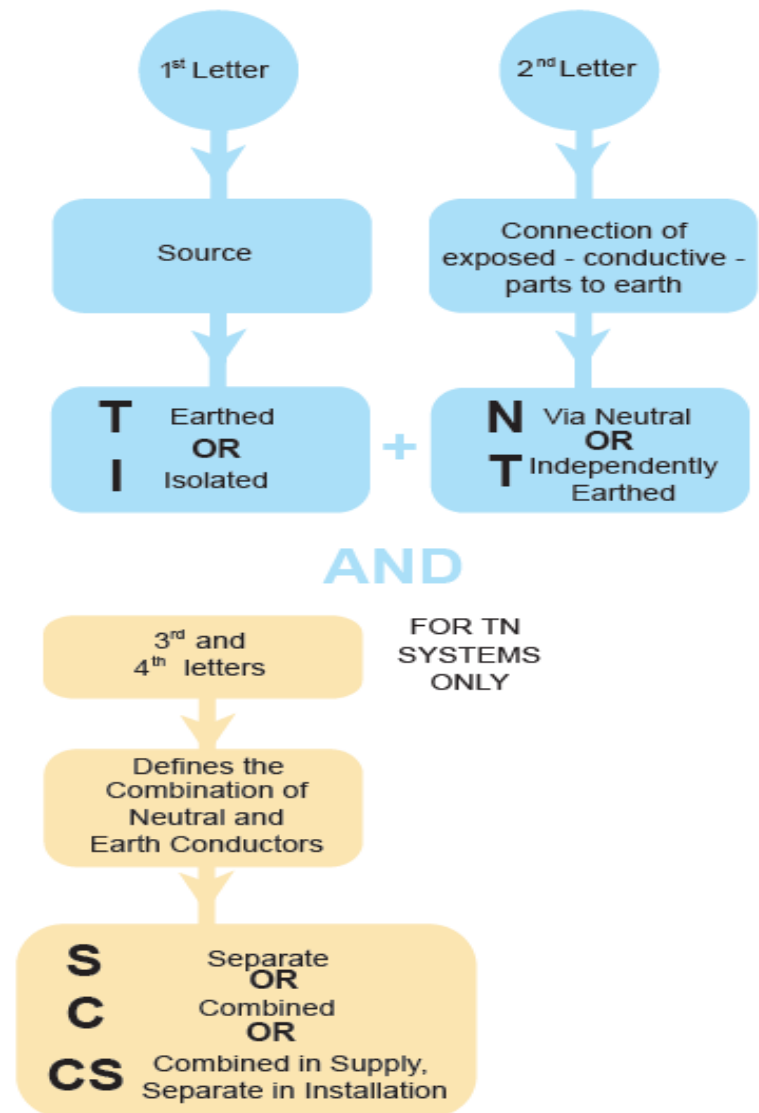 1st Letter
2nd Letter
Source
Connection of
exposed - conductive -
parts to earth
T Earthed
OR
I Isolated
+
N Via Neutral
OR
T Independently
Earthed
AND
3rd and
4th letters
FOR TN
SYSTEMS
ONLY
Defines the
Combination of
Neutral and
Earth Conductors
S Separate
OR
C Combined
OR
CS Combined in Supply,
Separate in Installation